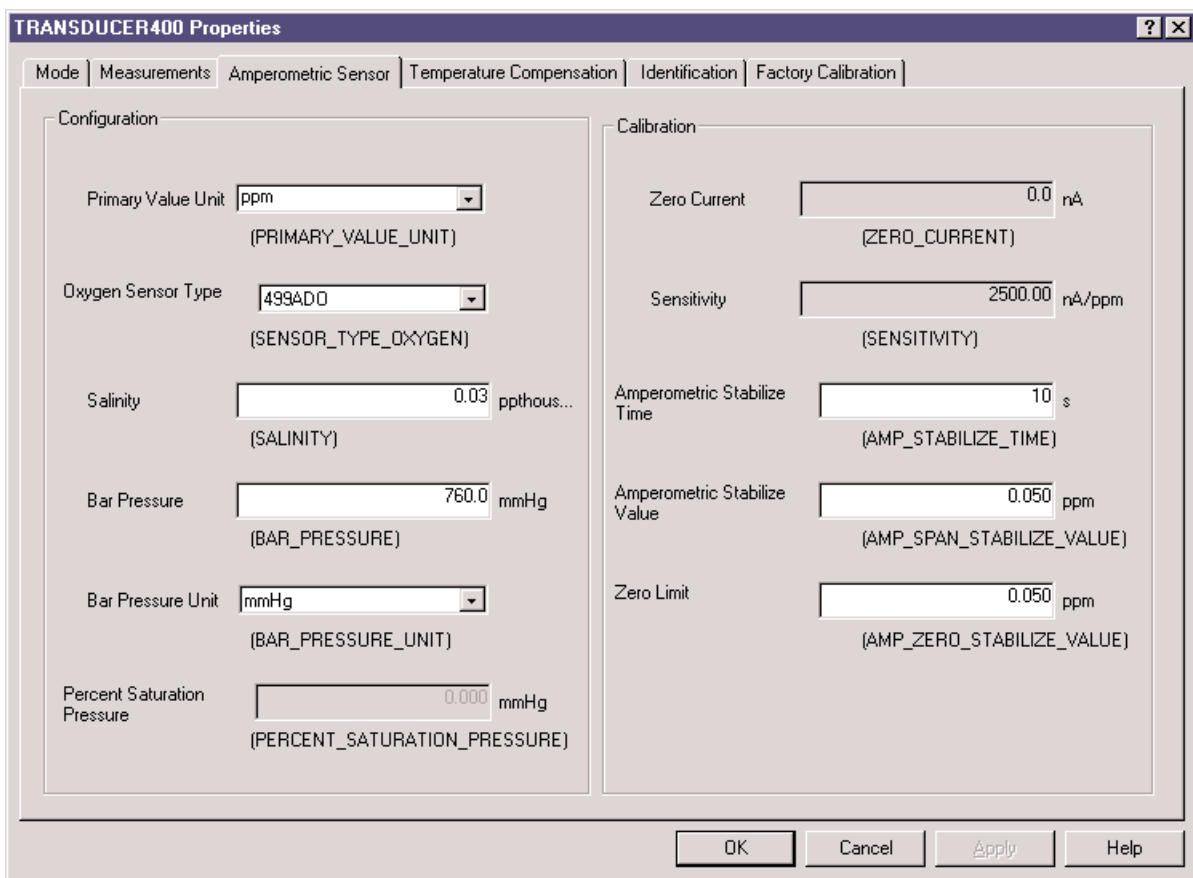 TRANSDUCER400 Properties
Mode Measurements Amperometric Sensor Temperature Compensation Identification Factory Calibration
Configuration
Primary Value Unit ppm
(PRIMARY_VALUE_UNIT)
Oxygen Sensor Type 499ADO
(SENSOR_TYPE_OXYGEN)
Salinity 0.03 ppthous...
(SALINITY)
Bar Pressure 760.0 mmHg
(BAR_PRESSURE)
Bar Pressure Unit mmHg
(BAR_PRESSURE_UNIT)
Percent Saturation
Pressure 0.000 mmHg
(PERCENT_SATURATION_PRESSURE)
Calibration
Zero Current 0.0 nA
(ZERO_CURRENT)
Sensitivity 2500.00 nA/ppm
(SENSITIVITY)
Amperometric Stabilize
Time 10 s
(AMP_STABILIZE_TIME)
Amperometric Stabilize
Value 0.050 ppm
(AMP_SPAN_STABILIZE_VALUE)
Zero Limit 0.050 ppm
(AMP_ZERO_STABILIZE_VALUE)
OK Cancel Apply Help